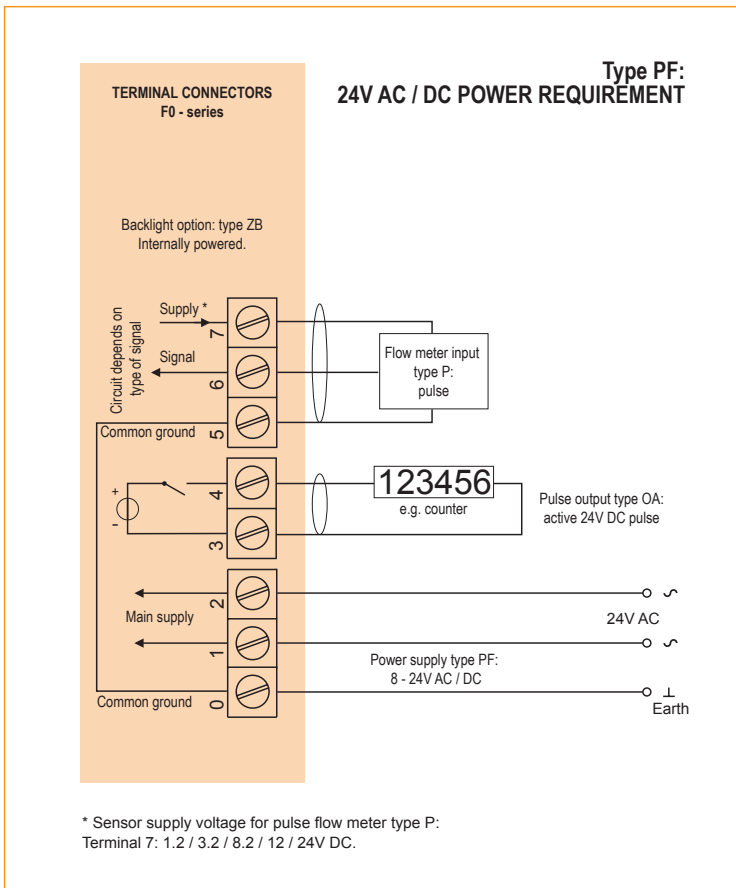 Type PF:
24V AC / DC POWER REQUIREMENT
TERMINAL CONNECTORS
F0 - series
Backlight option: type ZB
Internally powered.
Circuit depends on
type of signal
Supply *
7
Signal
6
Common ground
5
Flow meter input
type P:
pulse
+
-
4
3
123456
e.g. counter
Pulse output type OA:
active 24V DC pulse
2
Main supply
1
24V AC
Power supply type PF:
8 - 24V AC / DC
Common ground
0
Earth
* Sensor supply voltage for pulse flow meter type P:
Terminal 7: 1.2 / 3.2 / 8.2 / 12 / 24V DC.